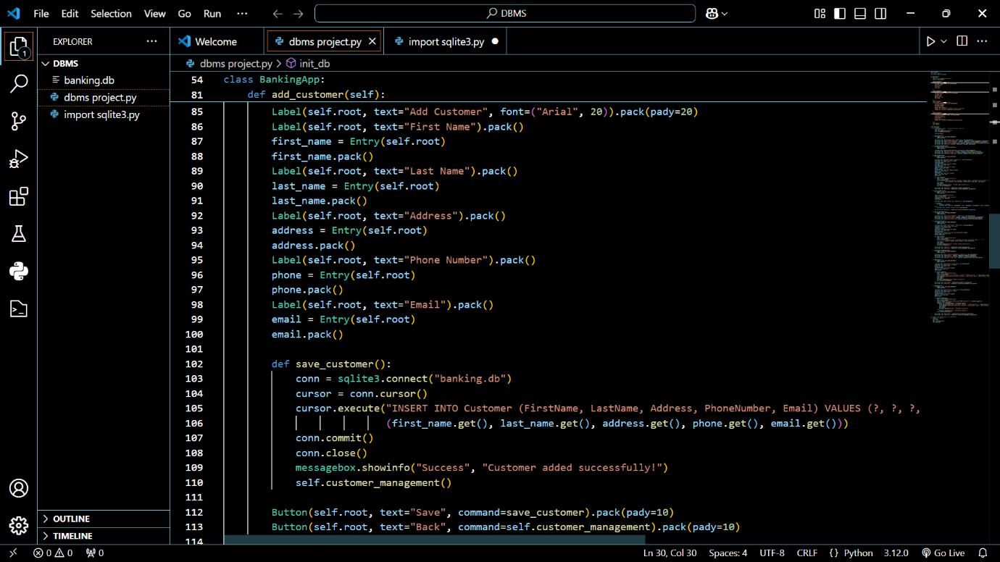 File Edit Selection View Go Run ··· DBMS
EXPLORER ···
Welcome
dbms project.py
import sqlite3.py
DBMS
banking.db
dbms project.py
import sqlite3.py
dbms project.py > init_db
54 class BankingApp:
81 def add_customer(self):
85 Label(self.root, text="Add Customer", font=("Arial", 20)).pack(pady=20)
86 Label(self.root, text="First Name").pack()
87 first_name = Entry(self.root)
88 first_name.pack()
89 Label(self.root, text="Last Name").pack()
90 last_name = Entry(self.root)
91 last_name.pack()
92 Label(self.root, text="Address").pack()
93 address = Entry(self.root)
94 address.pack()
95 Label(self.root, text="Phone Number").pack()
96 phone = Entry(self.root)
97 phone.pack()
98 Label(self.root, text="Email").pack()
99 email = Entry(self.root)
100 email.pack()
101
102 def save_customer():
103 conn = sqlite3.connect("banking.db")
104 cursor = conn.cursor()
105 cursor.execute("INSERT INTO Customer (FirstName, LastName, Address, PhoneNumber, Email) VALUES (?, ?, ?,
106 (first_name.get(), last_name.get(), address.get(), phone.get(), email.get()))
107 conn.commit()
108 conn.close()
109 messagebox.showinfo("Success", "Customer added successfully!")
110 self.customer_management()
111
112 Button(self.root, text="Save", command=save_customer).pack(pady=10)
113 Button(self.root, text="Back", command=self.customer_management).pack(pady=10)
114
OUTLINE
TIMELINE
0 0 0 Ln 30, Col 30 Spaces: 4 UTF-8 CRLF {} Python 3.12.0 Go Live